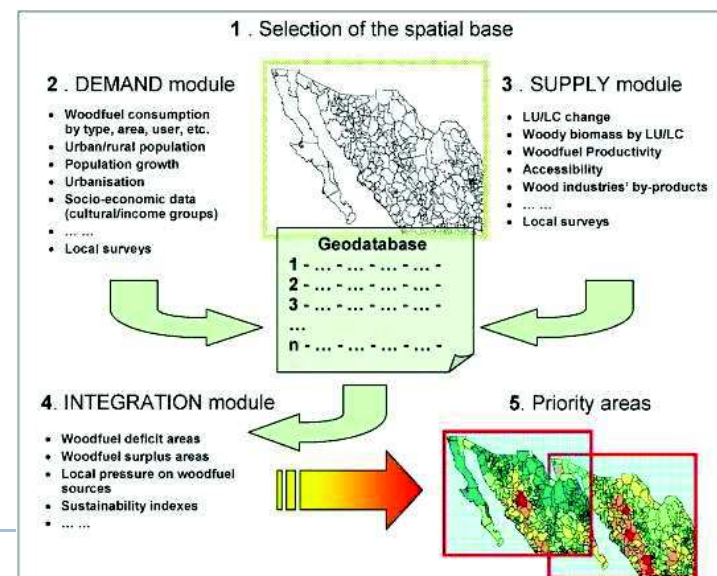 1 . Selection of the spatial base
2 . DEMAND module
• Woodfuel consumption
by type, area, user, etc.
• Urban/rural population
• Population growth
• Urbanisation
• Socio-economic data
(cultural/income groups)
• ... ...
• Local surveys
3 . SUPPLY module
• LU/LC change
• Woody biomass by LU/LC
• Woodfuel Productivity
• Accessibility
• Wood industries' by-products
• ... ...
• Local surveys
Geodatabase
1 - ... - ... - ... - ... -
2 - ... - ... - ... - ... -
3 - ... - ... - ... - ... -
...
n - ... - ... - ... - ... -
4. INTEGRATION module
• Woodfuel deficit areas
• Woodfuel surplus areas
• Local pressure on woodfuel
sources
• Sustainability indexes
• ... ...
5. Priority areas